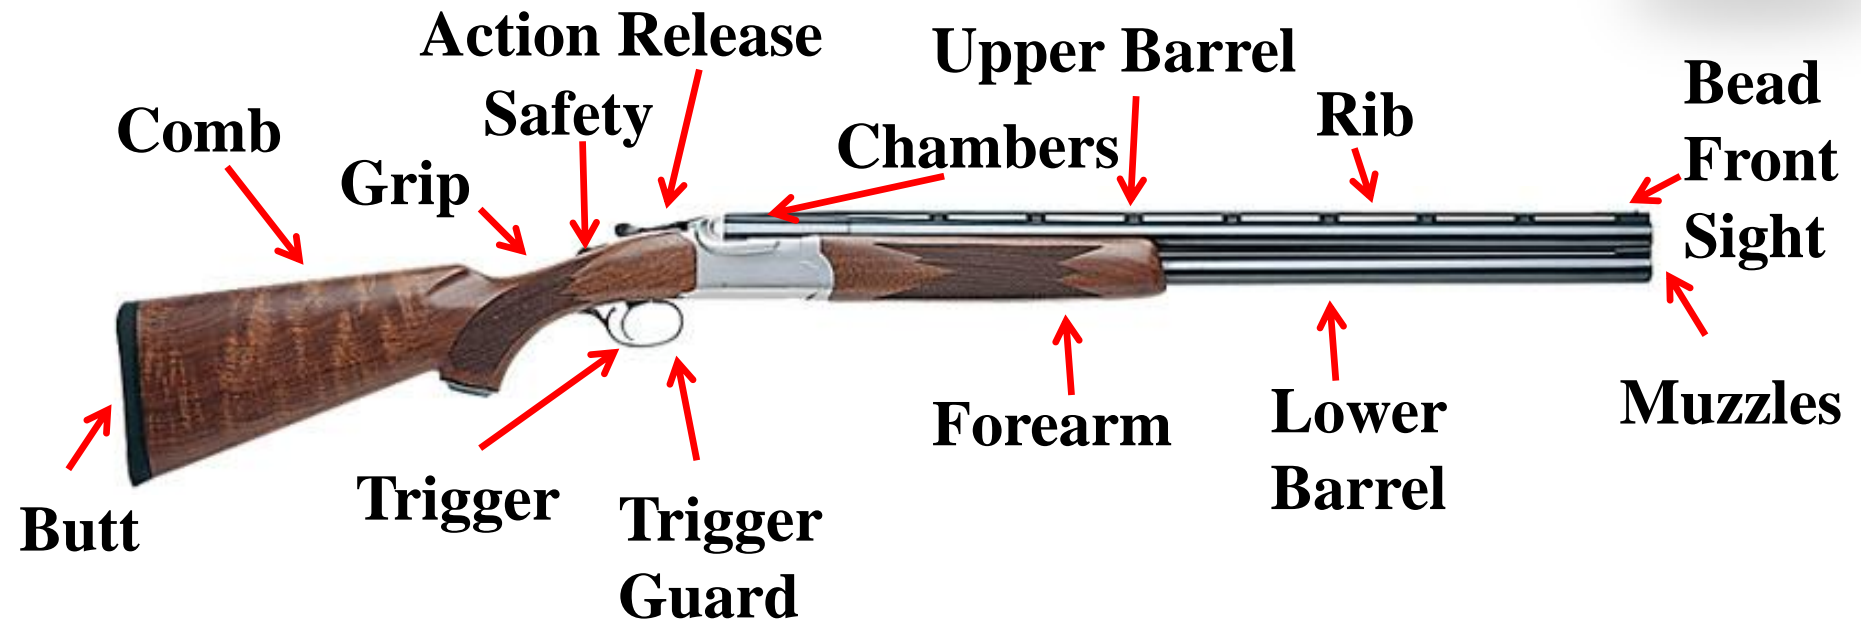 Action Release
Upper Barrel
Bead
Front
Sight
Safety
Rib
Comb
Chambers
Grip
Forearm
Lower
Barrel
Muzzles
Trigger
Trigger
Guard
Butt